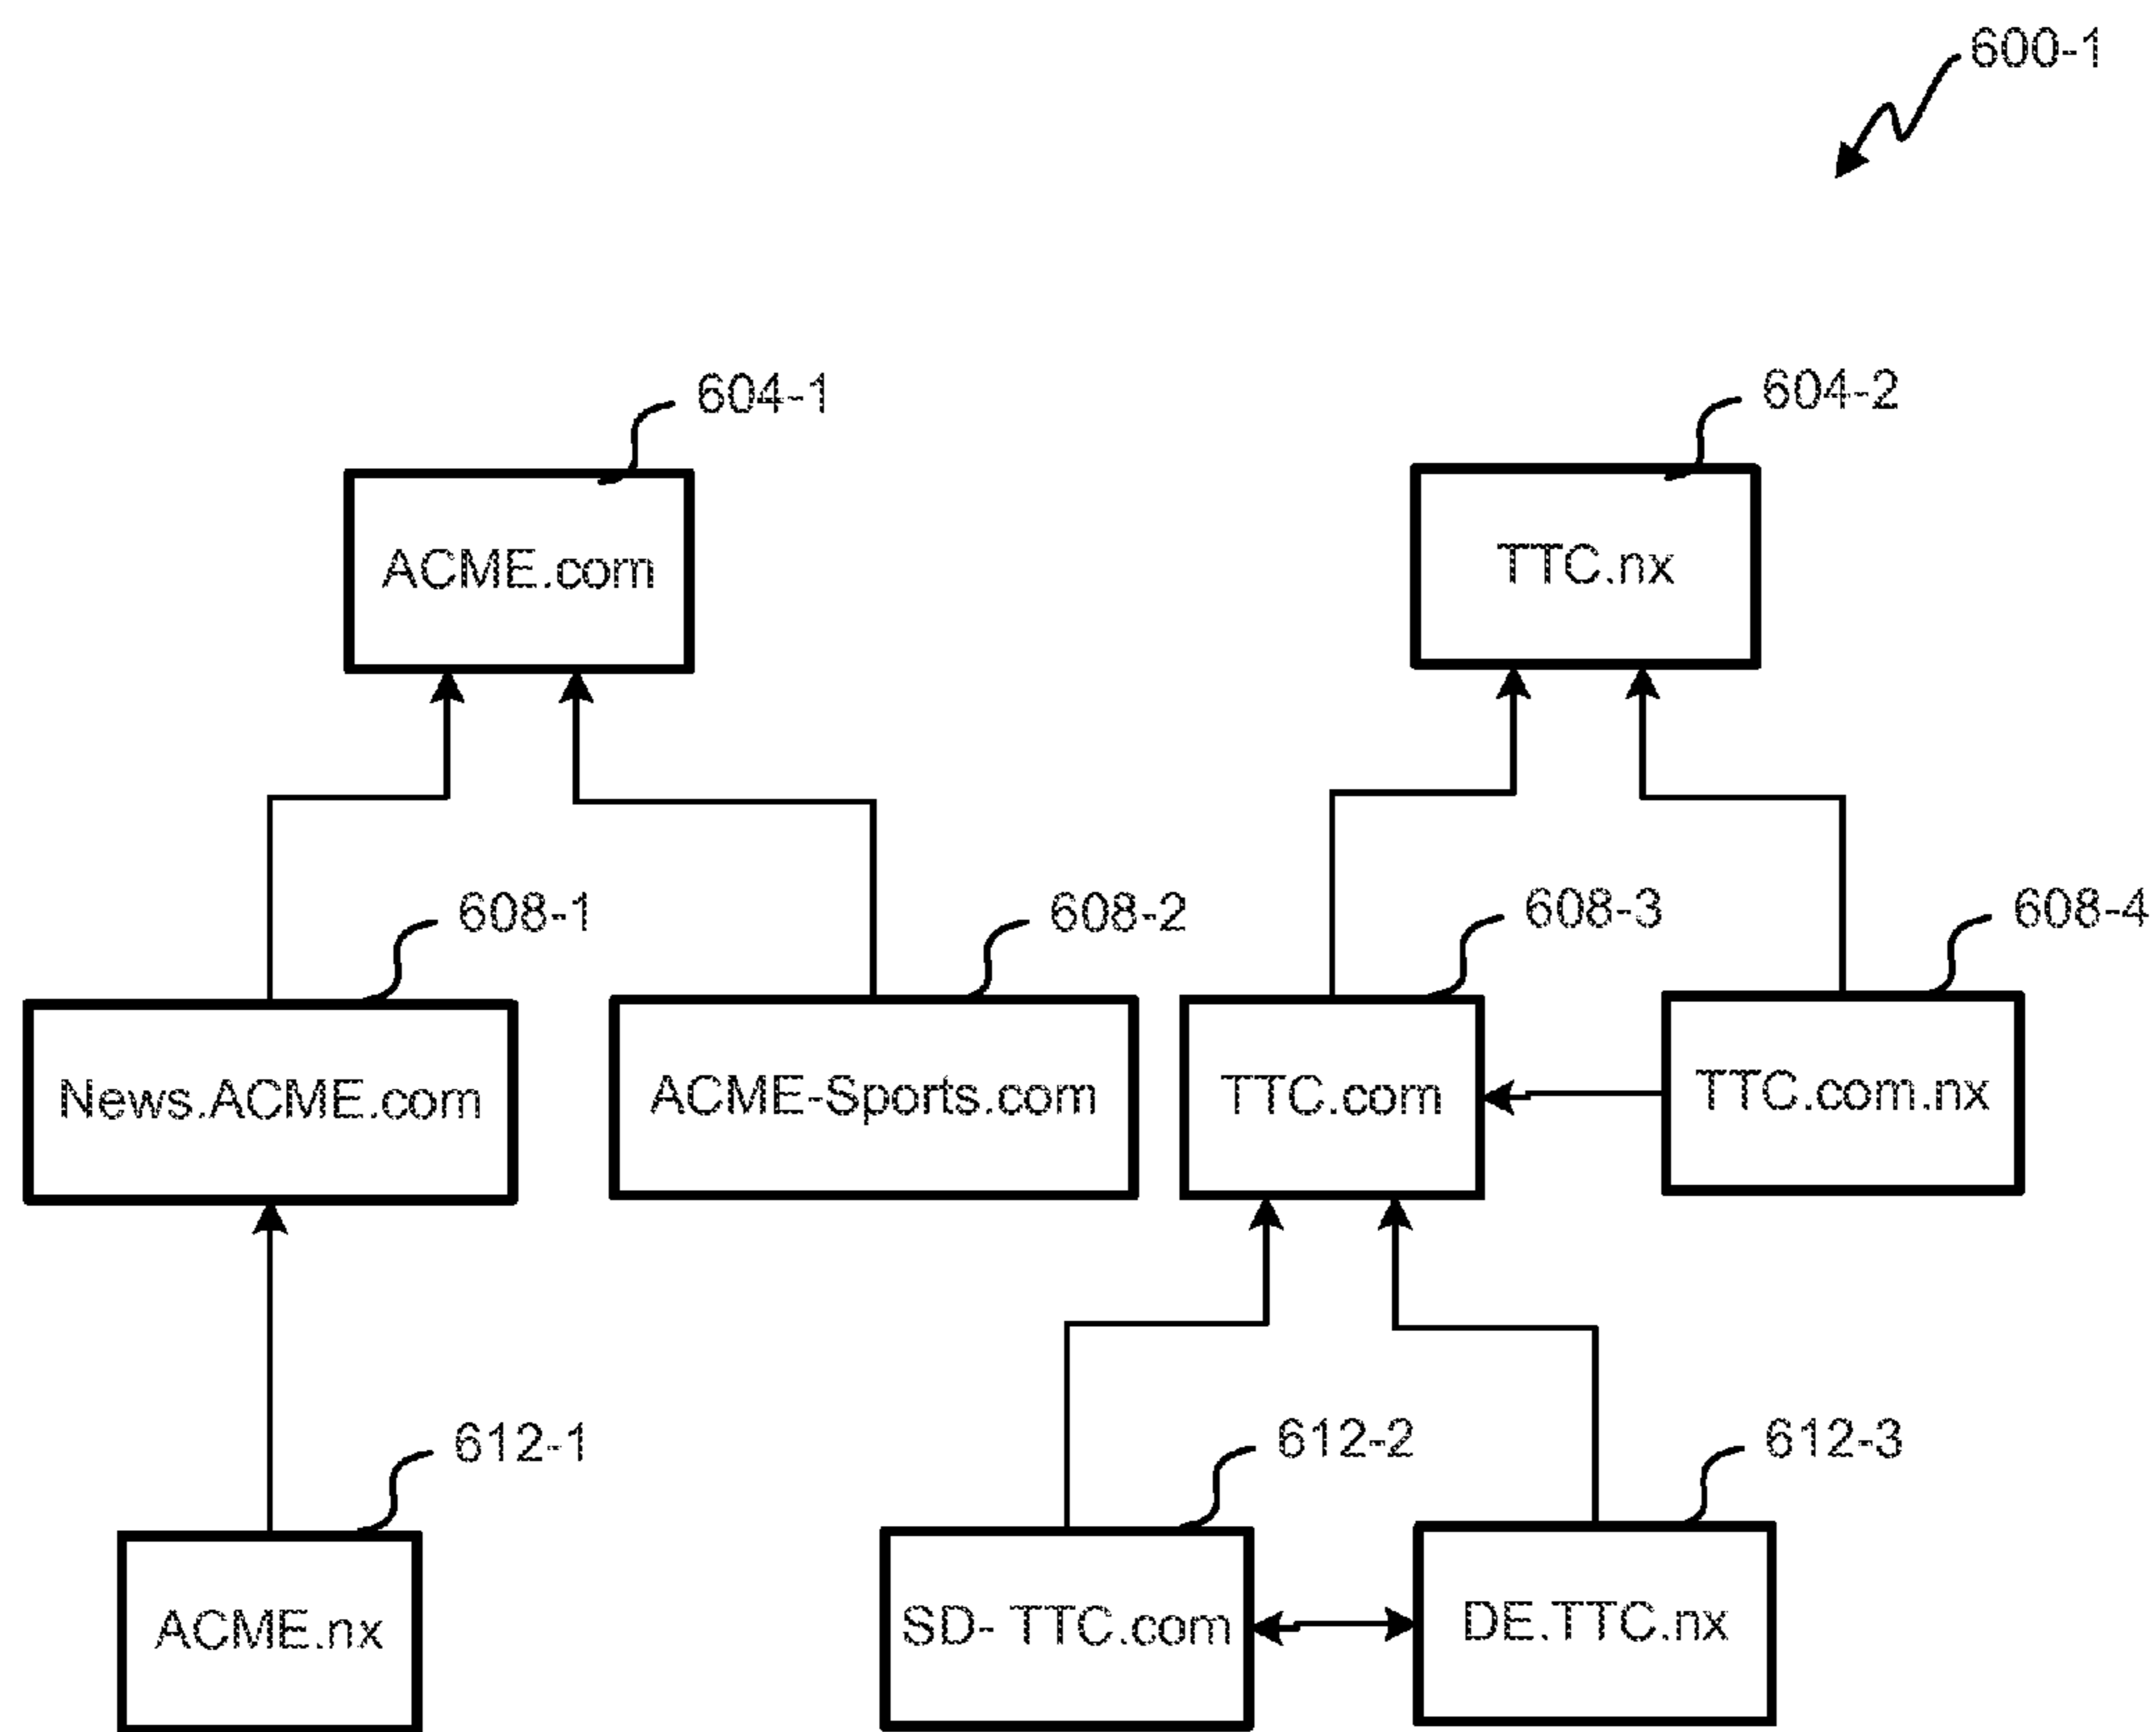 600-1
604-1
604-2
ACME.com
TTC.nx
608-1
608-2
608-3
608-4
News.ACME.com
ACME-Sports.com
TTC.com
TTC.com.nx
612-1
612-2
612-3
ACME.nx
SD- TTC.com
DE.TTC.nx